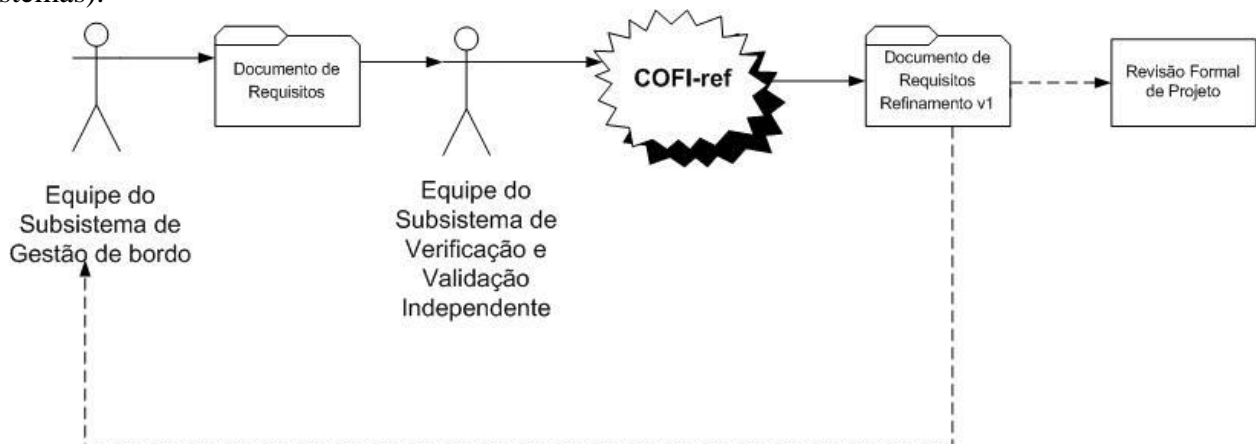 stemas).
Documento de
Requisitos
COFI-ref
Documento de
Requisitos
Refinamento v1
Revisão Formal
de Projeto
Equipe do
Subsistema de
Gestão de bordo
Equipe do
Subsistema de
Verificação e
Validação
Independente